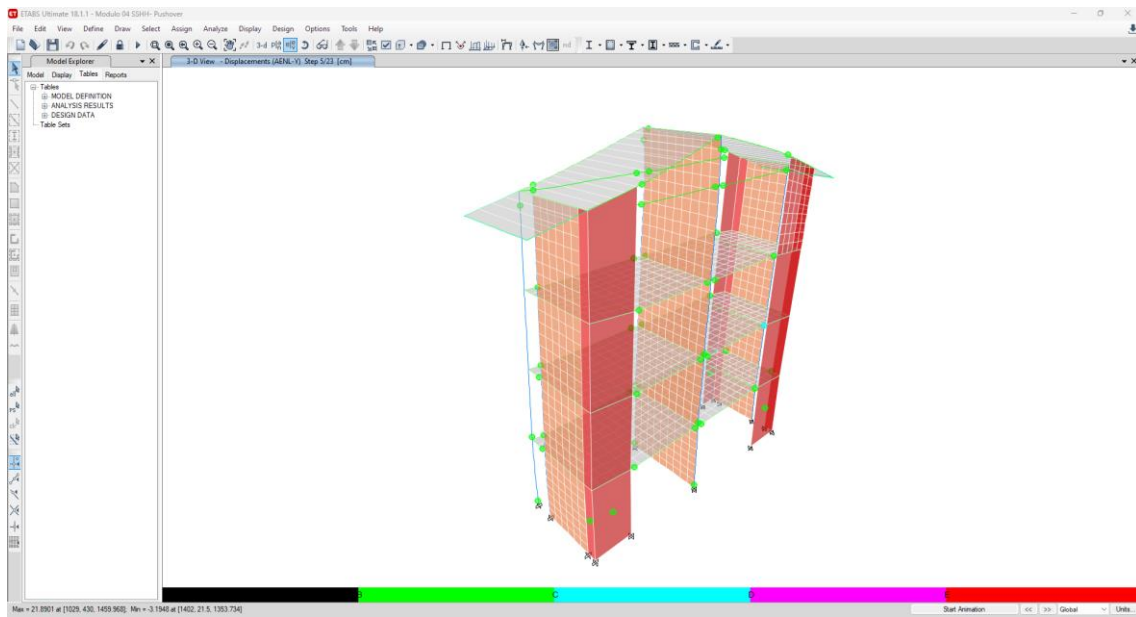 ETABS Ultimate 18.1.1 - Modulo 04 SSHH- Pushover
File Edit View Define Draw Select Assign Analyze Display Design Options Tools Help
3-d
Model Explorer
3-D View - Displacements (AENL-Y) Step 5/23 [cm]
Model Display Tables Reports
Tables
MODEL DEFINITION
ANALYSIS RESULTS
DESIGN DATA
Table Sets
B C D E
Max = 21.8901 at [1029, 430, 1459.968]; Min = -3.1948 at [1402, 21.5, 1353.734]
Start Animation << >> Global Units...